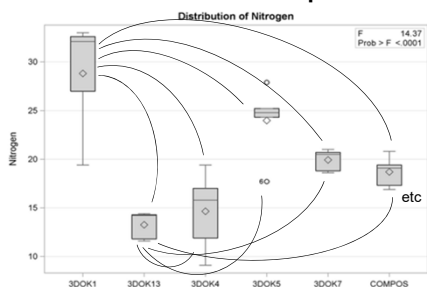 Distribution of Nitrogen
F 14.37
Prob > F <.0001
Nitrogen
30
25
20
15
10
6
etc
3DOK1 3DOK13 3DOK4 3DOK5 3DOK7 COMPOS